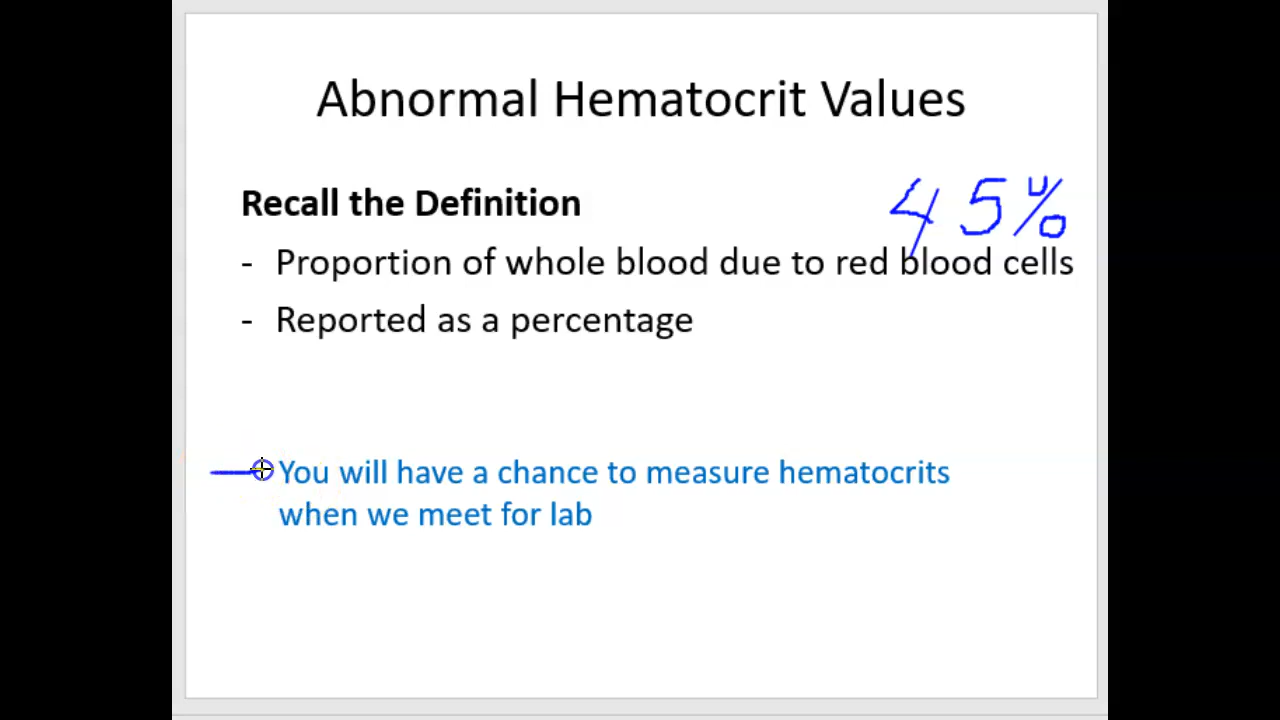 Abnormal Hematocrit Values
45%
Recall the Definition
- Proportion of whole blood due to red blood cells
- Reported as a percentage
You will have a chance to measure hematocrits
when we meet for lab